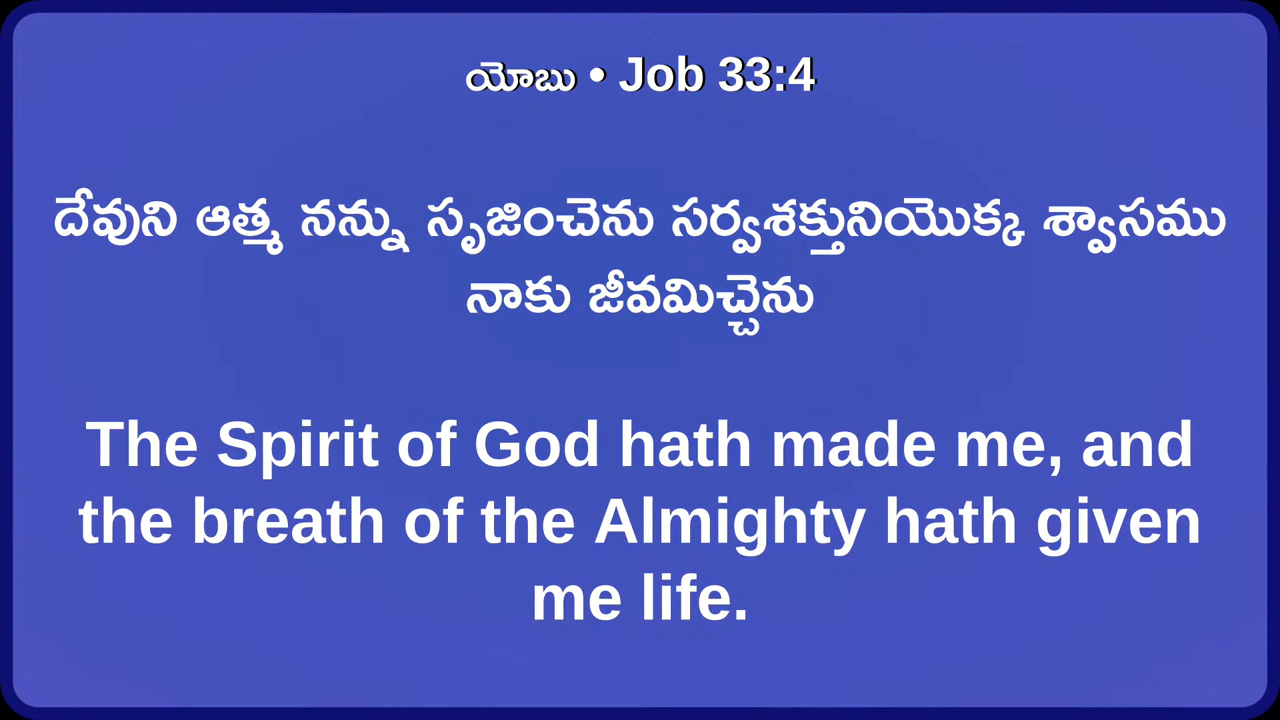 యోబు • Job 33:4
దేవుని ఆత్మ నన్ను సృజించెను సర్వశక్తునియొక్క శ్వాసము
నాకు జీవమిచ్చెను
The Spirit of God hath made me, and
the breath of the Almighty hath given
me life.